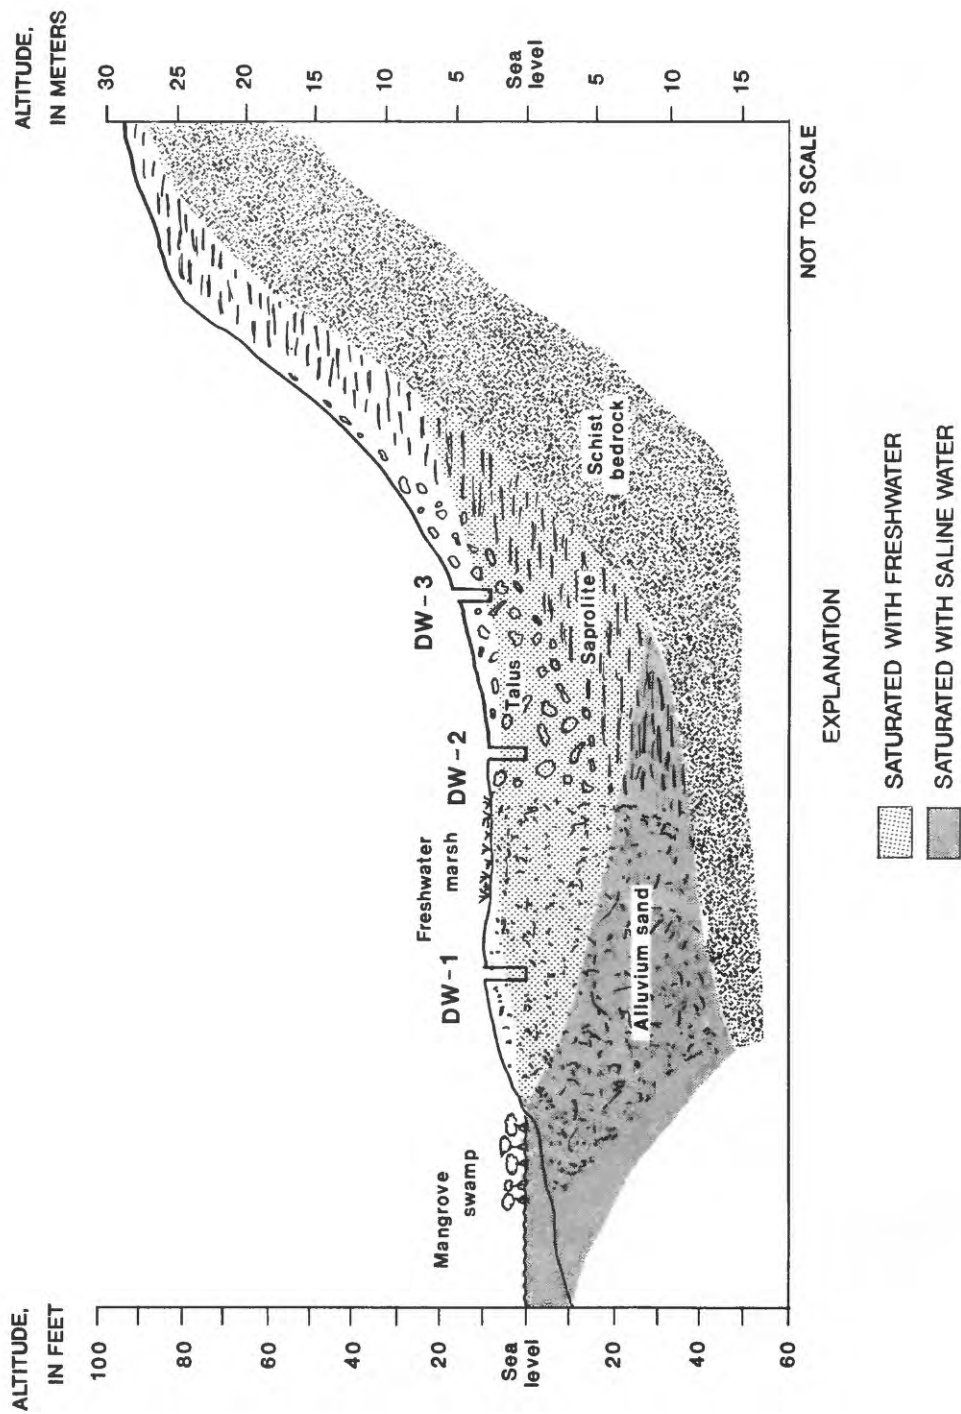 ALTITUDE,
IN FEET
100
80
60
40
20
Sea
level
20
40
60
ALTITUDE,
IN METERS
30
25
20
15
10
5
Sea
level
5
10
15
Mangrove
swamp
DW-1
Freshwater
marsh
DW-2
DW-3
Talus
Saprolite
Schist
bedrock
Alluvium sand
NOT TO SCALE
EXPLANATION
SATURATED WITH FRESHWATER
SATURATED WITH SALINE WATER